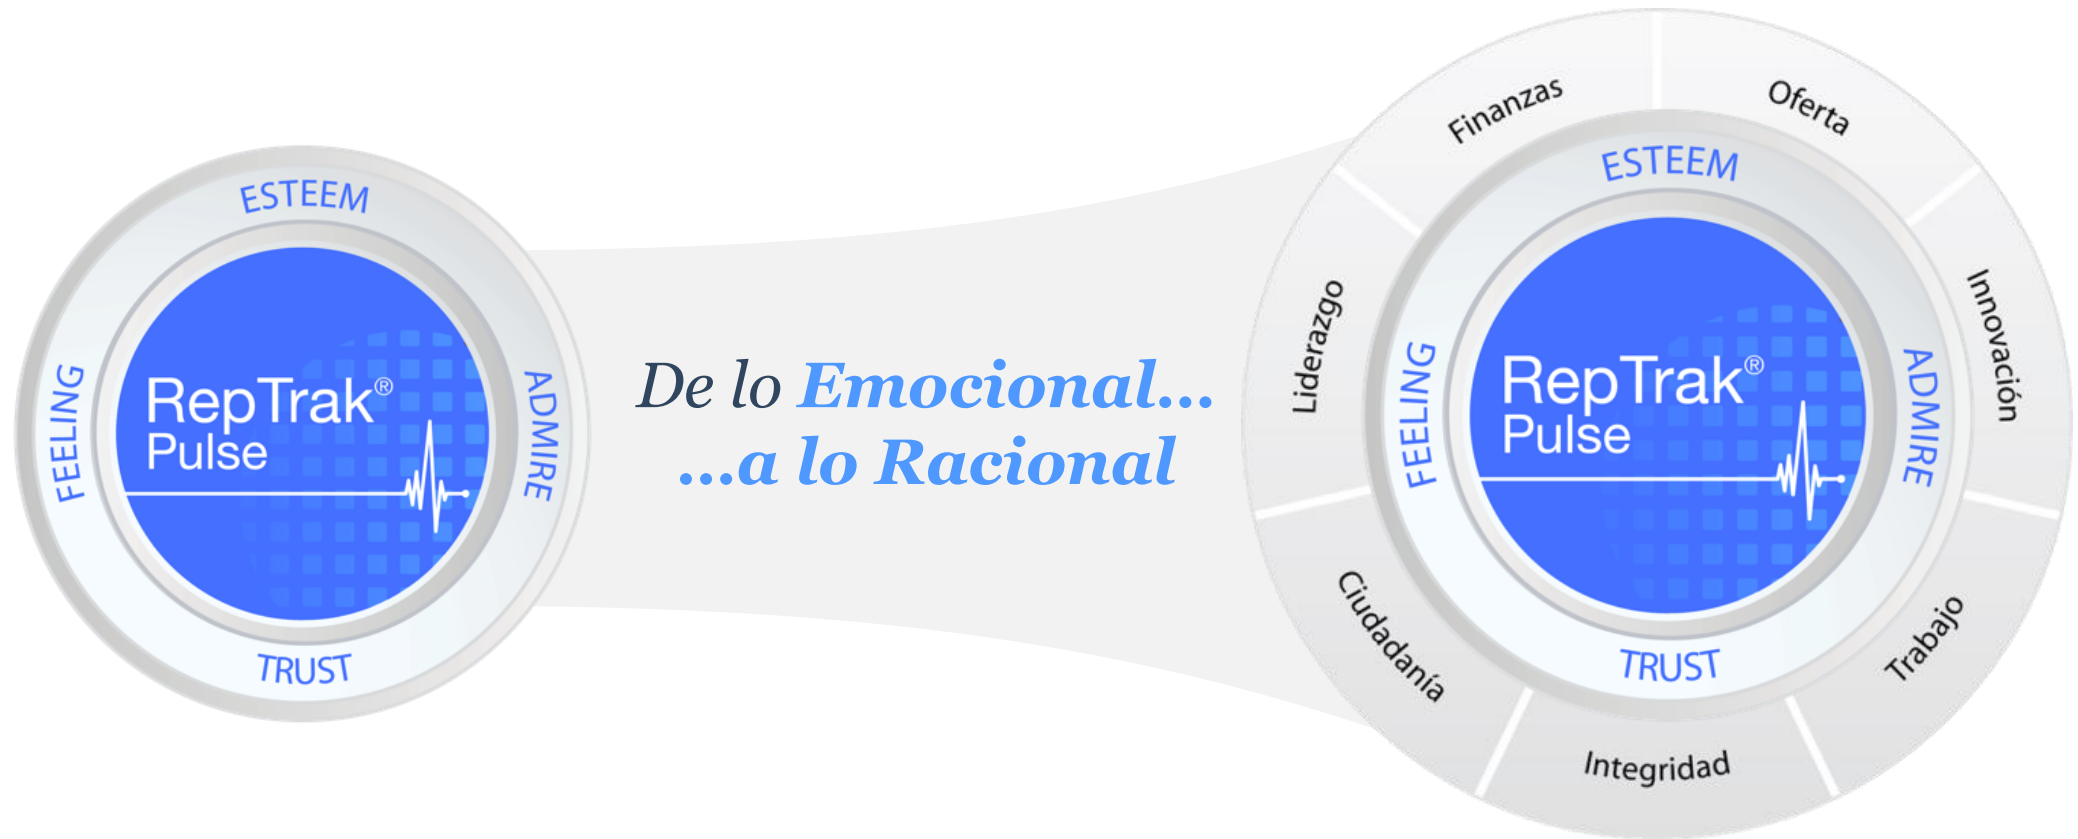 ESTEEM
FEELING
RepTrak®
Pulse
ADMIRE
TRUST
De lo Emocional...
...a lo Racional
Finanzas
Oferta
Liderazgo
Innovación
Ciudadanía
Trabajo
Integridad
ESTEEM
FEELING
RepTrak®
Pulse
ADMIRE
TRUST